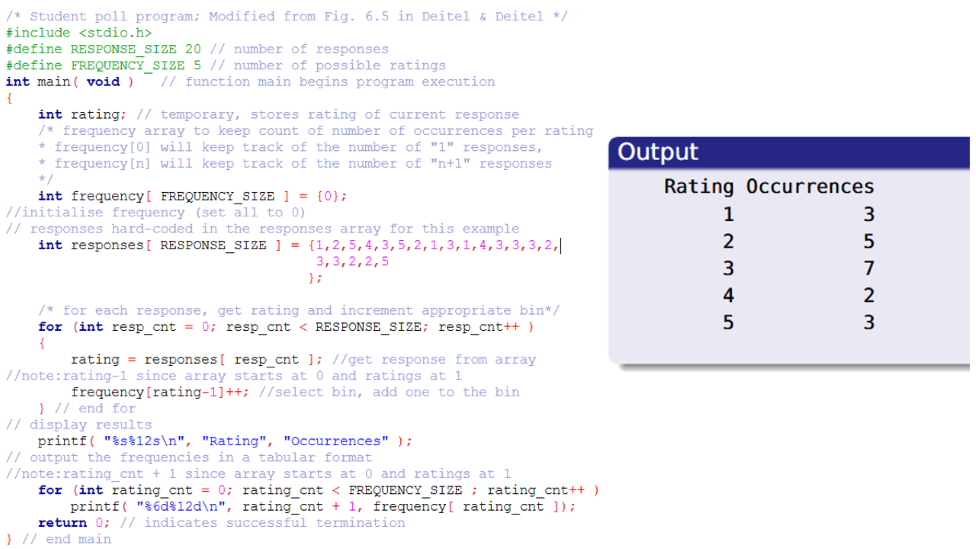 /* Student poll program; Modified from Fig. 6.5 in Deitel & Deitel */
#include <stdio.h>
#define RESPONSE_SIZE 20 // number of responses
#define FREQUENCY_SIZE 5 // number of possible ratings
int main( void )   // function main begins program execution
{
    int rating; // temporary, stores rating of current response
    /* frequency array to keep count of number of occurrences per rating
    * frequency[0] will keep track of the number of "1" responses,
    * frequency[n] will keep track of the number of "n+1" responses
    */
    int frequency[ FREQUENCY_SIZE ] = {0};
//initialise frequency (set all to 0)
// responses hard-coded in the responses array for this example
    int responses[ RESPONSE_SIZE ] = {1,2,5,4,3,5,2,1,3,1,4,3,3,3,2,
                                      3,3,2,2,5
                                     };
    /* for each response, get rating and increment appropriate bin*/
    for (int resp_cnt = 0; resp_cnt < RESPONSE_SIZE; resp_cnt++ )
    {
        rating = responses[ resp_cnt ]; //get response from array
//note:rating-1 since array starts at 0 and ratings at 1
        frequency[rating-1]++; //select bin, add one to the bin
    } // end for
// display results
    printf( "%s%12s\n", "Rating", "Occurrences" );
// output the frequencies in a tabular format
//note:rating_cnt + 1 since array starts at 0 and ratings at 1
    for (int rating_cnt = 0; rating_cnt < FREQUENCY_SIZE ; rating_cnt++ )
        printf( "%6d%12d\n", rating_cnt + 1, frequency[ rating_cnt ]);
    return 0; // indicates successful termination
} // end main
Output
Rating Occurrences
1 3
2 5
3 7
4 2
5 3